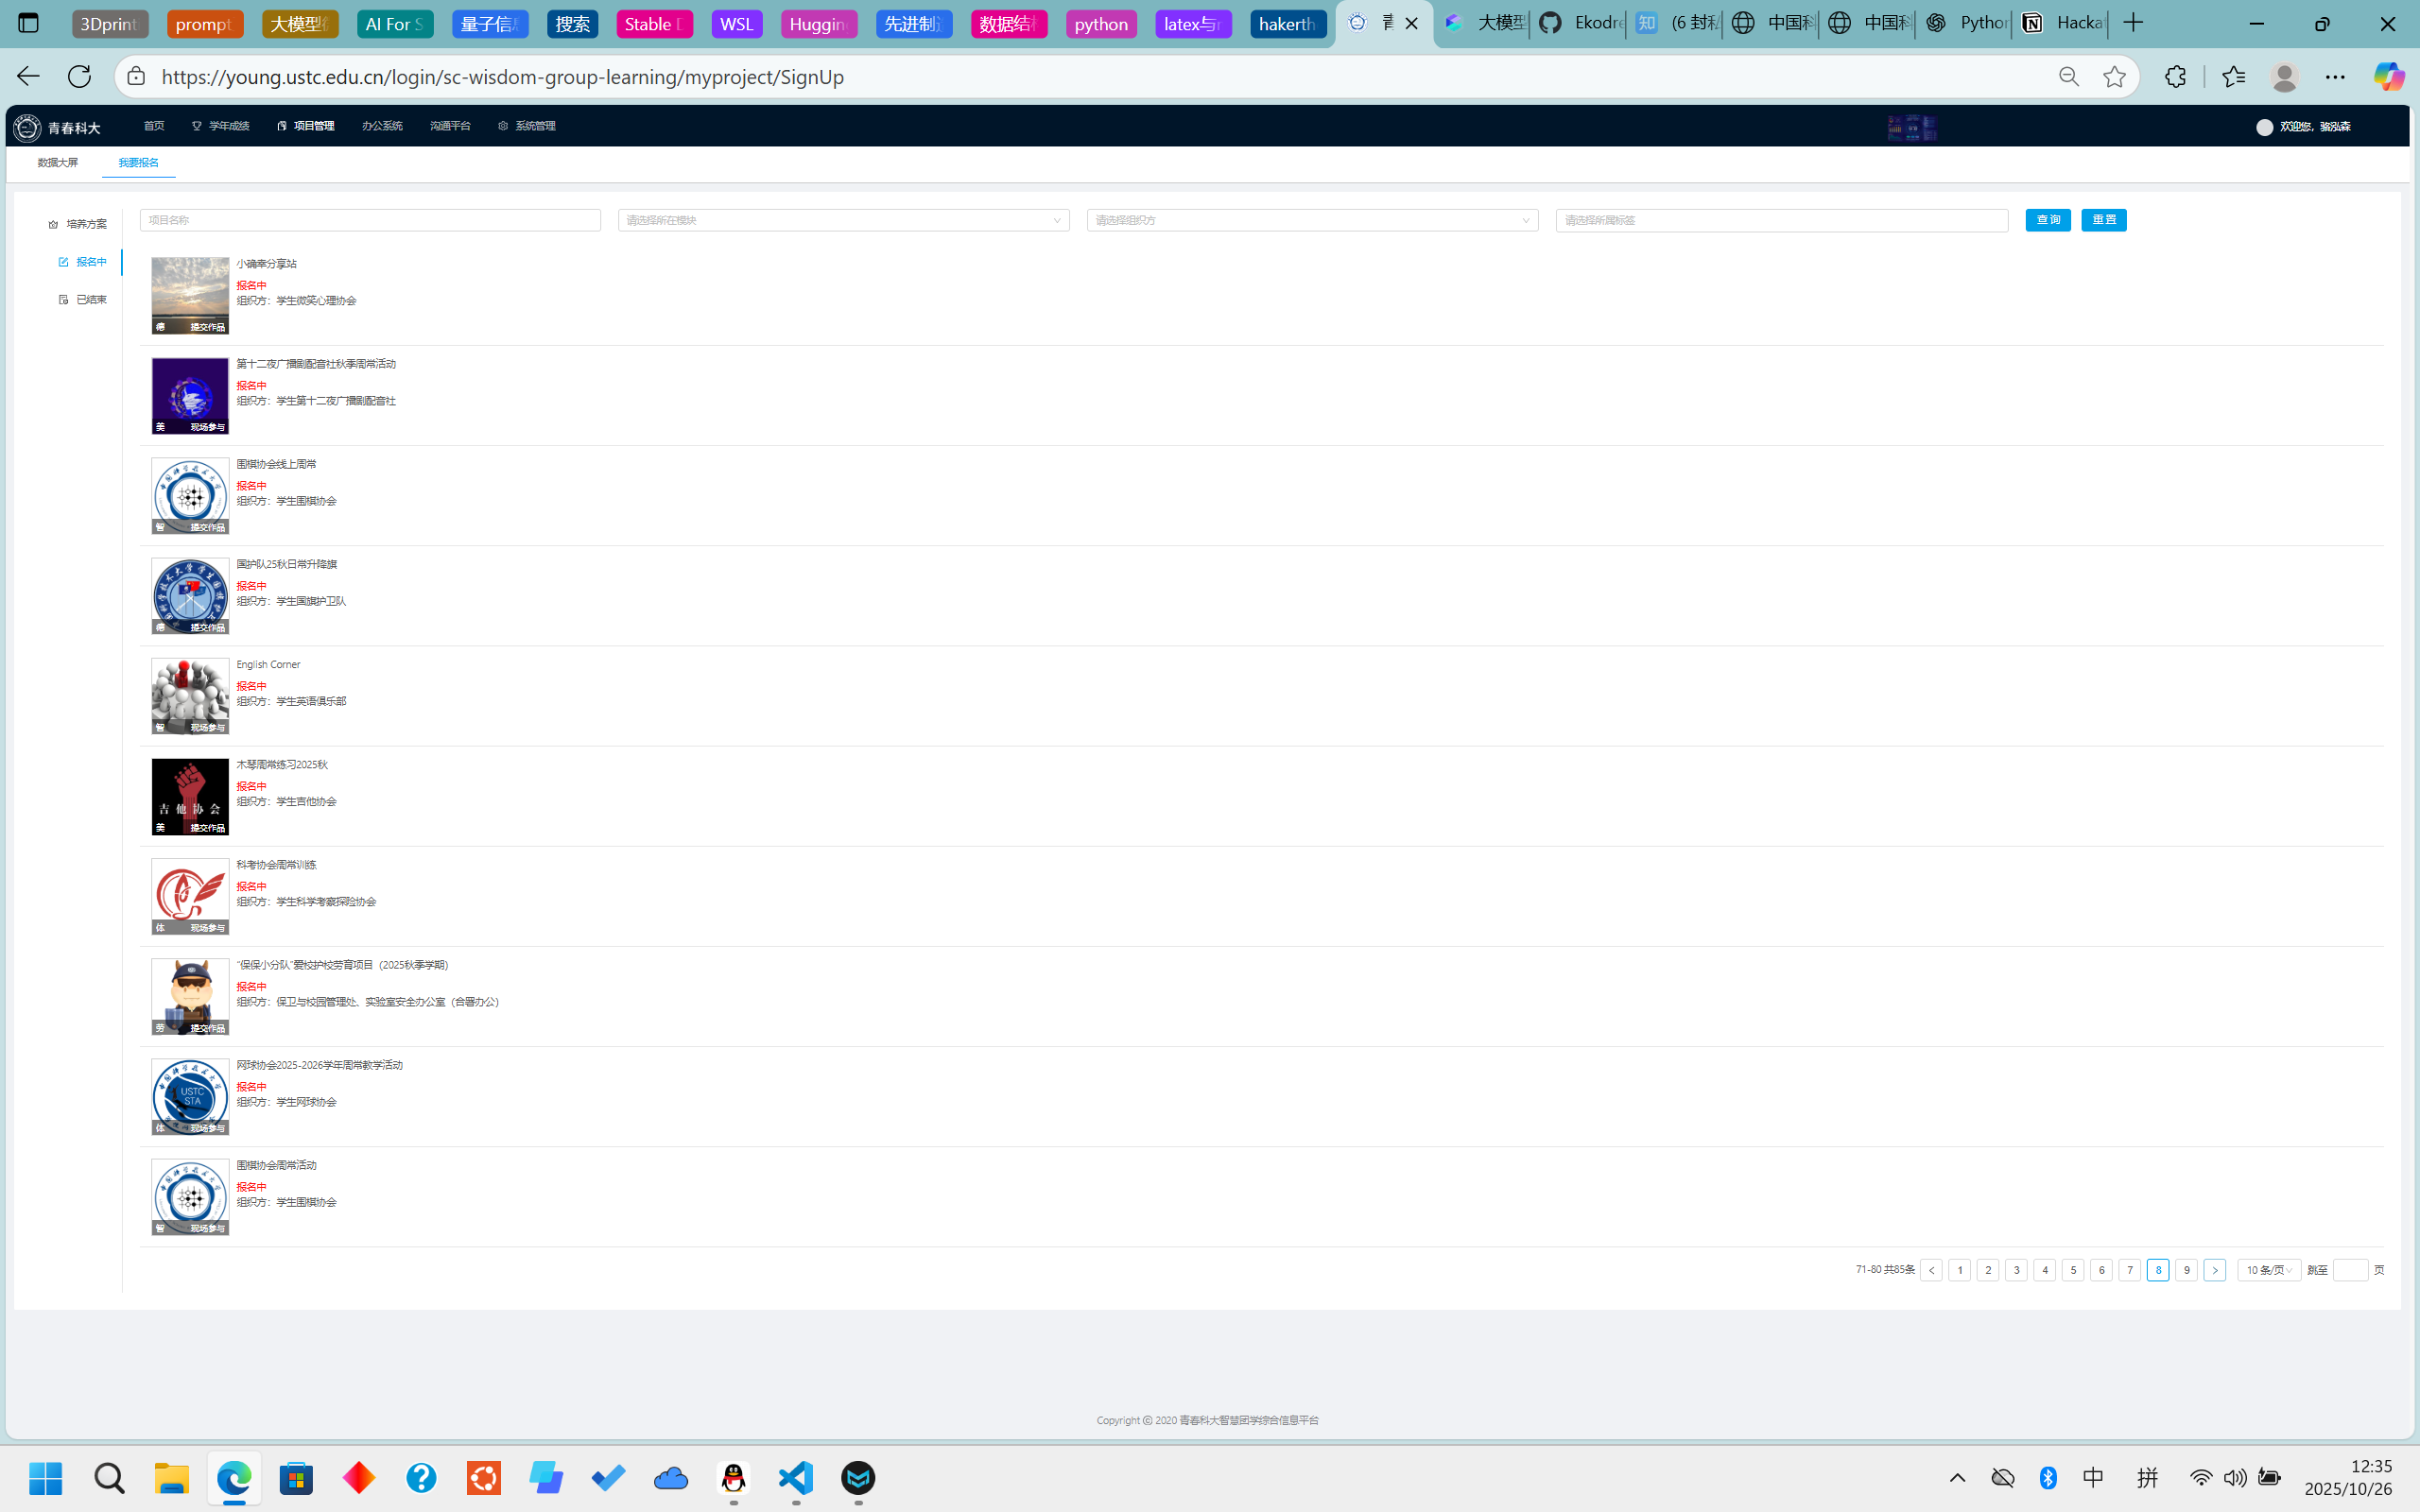 3Dprint
prompt
大模型
AI For S
量子信息
搜索
Stable D
WSL
Huggin
先进制造
数据结构
python
latex与
hakerth
大模型
Ekodre
(6 封私
中国科
中国科
Pythor
Hacka
https://young.ustc.edu.cn/login/sc-wisdom-group-learning/myproject/SignUp
青春科大 首页 学年成绩 项目管理 办公系统 沟通平台 系统管理 欢迎您，骆泓森
数据大屏 我要报名
培养方案 项目名称 请选择所在模块 请选择组织方 请选择所属标签 查 询 重 置
报名中
已结束
小确幸分享站
报名中
组织方：学生微笑心理协会
德 提交作品
第十二夜广播剧配音社秋季周常活动
报名中
组织方：学生第十二夜广播剧配音社
美 现场参与
围棋协会线上周常
报名中
组织方：学生围棋协会
智 提交作品
国护队25秋日常升降旗
报名中
组织方：学生国旗护卫队
德 提交作品
English Corner
报名中
组织方：学生英语俱乐部
智 现场参与
木琴周常练习2025秋
报名中
组织方：学生吉他协会
吉他协会
美 提交作品
科考协会周常训练
报名中
组织方：学生科学考察探险协会
体 现场参与
“保保小分队”爱校护校劳育项目（2025秋季学期）
报名中
组织方：保卫与校园管理处、实验室安全办公室（合署办公）
劳 提交作品
网球协会2025-2026学年周常教学活动
报名中
组织方：学生网球协会
USTC
STA
体 现场参与
围棋协会周常活动
报名中
组织方：学生围棋协会
智 现场参与
71-80 共85条 < 1 2 3 4 5 6 7 8 9 > 10 条/页 跳至 页
Copyright © 2020 青春科大智慧团学综合信息平台
中 拼 12:35
2025/10/26